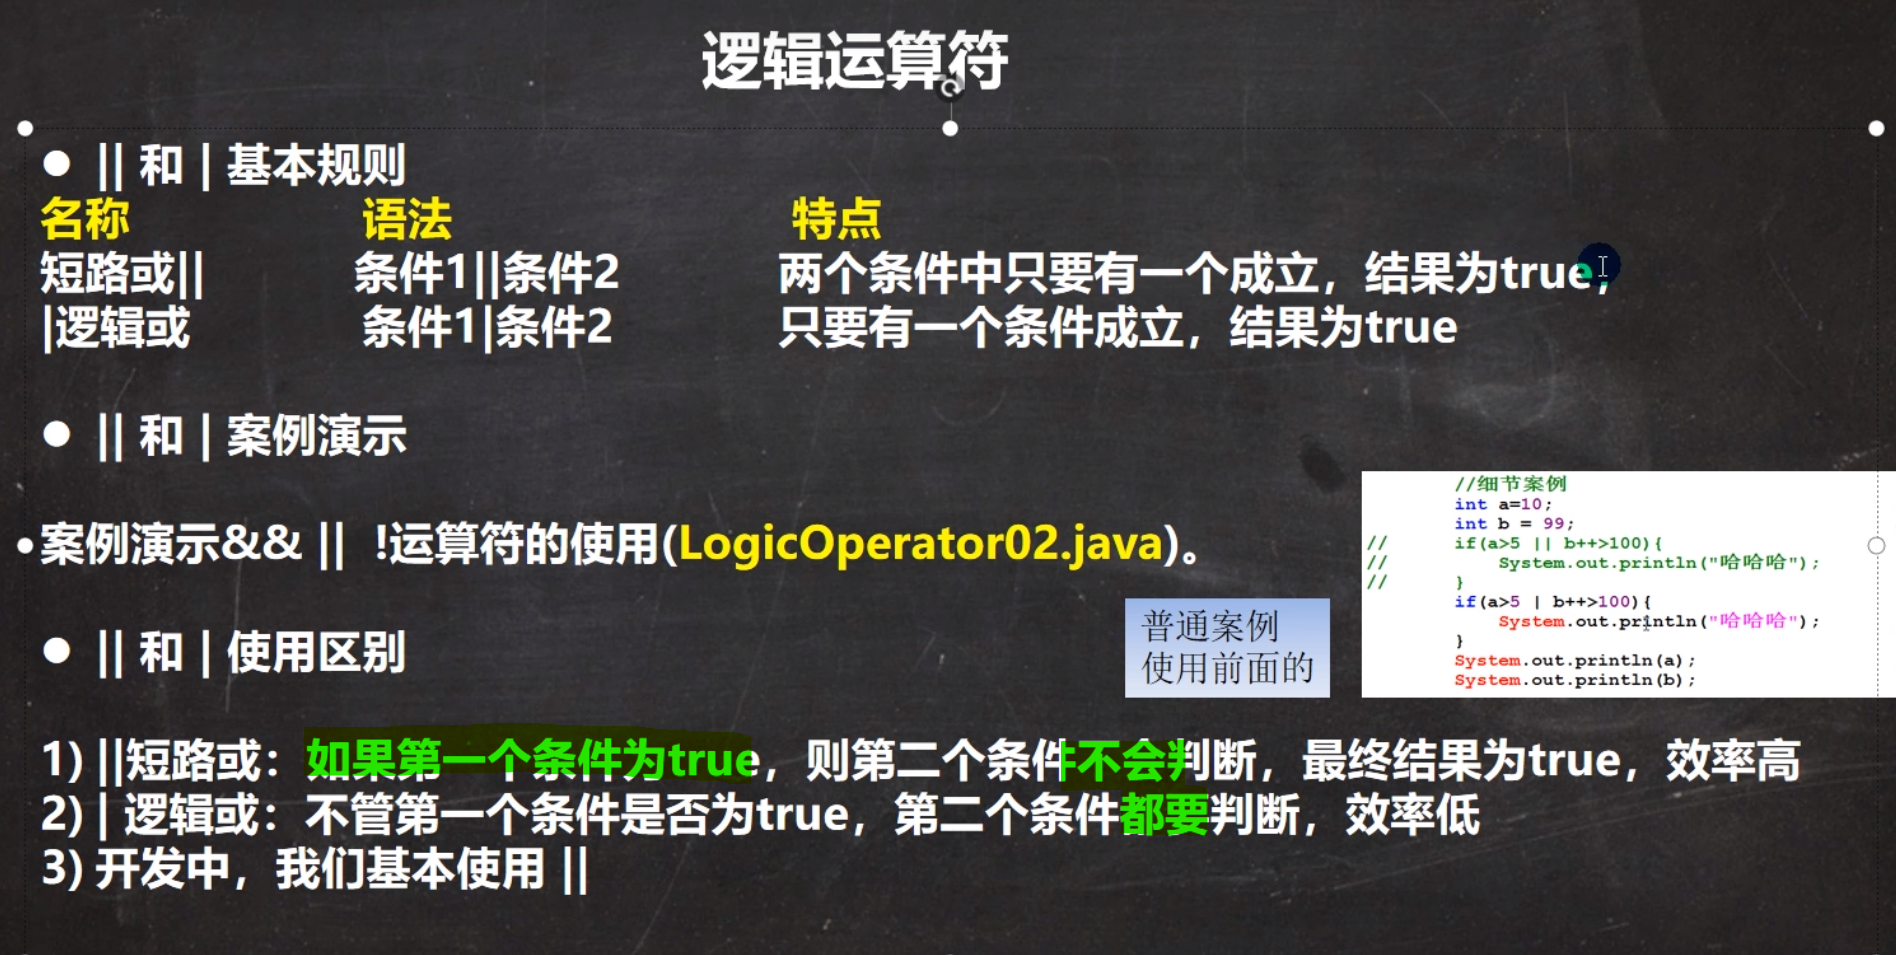 逻辑运算符
● || 和 | 基本规则
名称 语法 特点
短路或|| 条件1||条件2 两个条件中只要有一个成立，结果为true，
|逻辑或 条件1|条件2 只要有一个条件成立，结果为true
● || 和 | 案例演示
案例演示&& || !运算符的使用(LogicOperator02.java)。
//细节案例
int a=10;
int b = 99;
// if(a>5 || b++>100){
// System.out.println("哈哈哈");
// }
if(a>5 | b++>100){
System.out.println("哈哈哈");
}
System.out.println(a);
System.out.println(b);
普通案例
使用前面的
● || 和 | 使用区别
1) ||短路或：如果第一个条件为true，则第二个条件不会判断，最终结果为true，效率高
2) | 逻辑或：不管第一个条件是否为true，第二个条件都要判断，效率低
3) 开发中，我们基本使用 ||